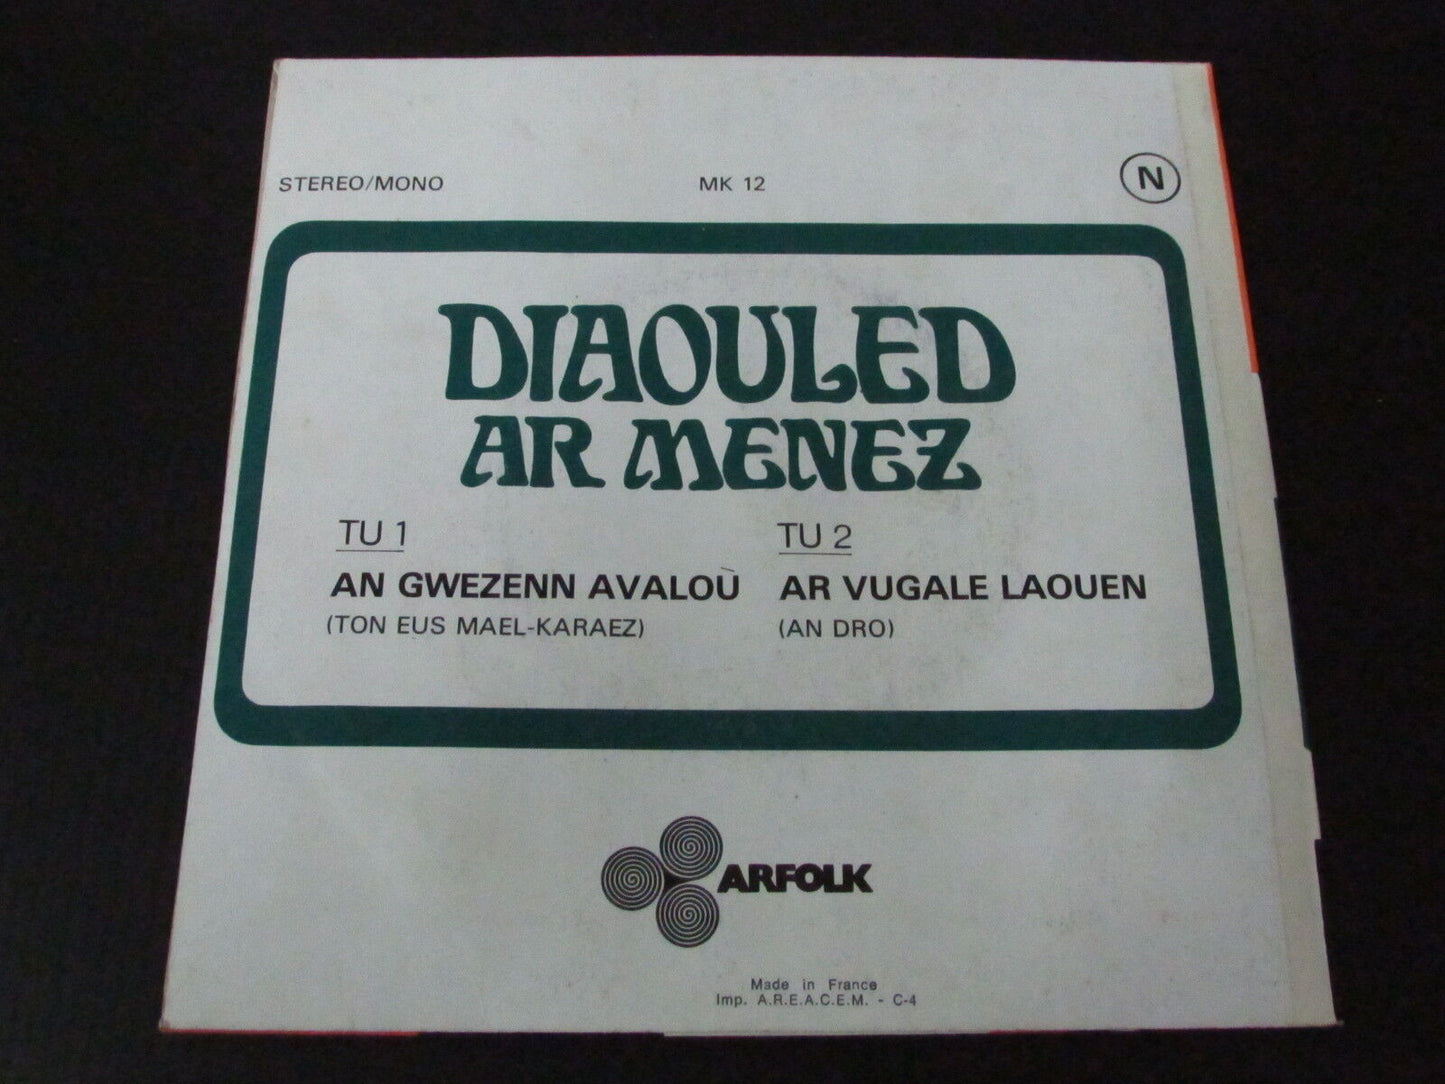 STEREO/MONO MK 12 N
DIAOULED
AR MENEZ
TU 1
AN GWEZENN AVALOÙ
(TON EUS MAEL-KARAEZ)
TU 2
AR VUGALE LAOUEN
(AN DRO)
ARFOLK
Made in France
Imp. A.R.E.A.C.E.M. - C-4